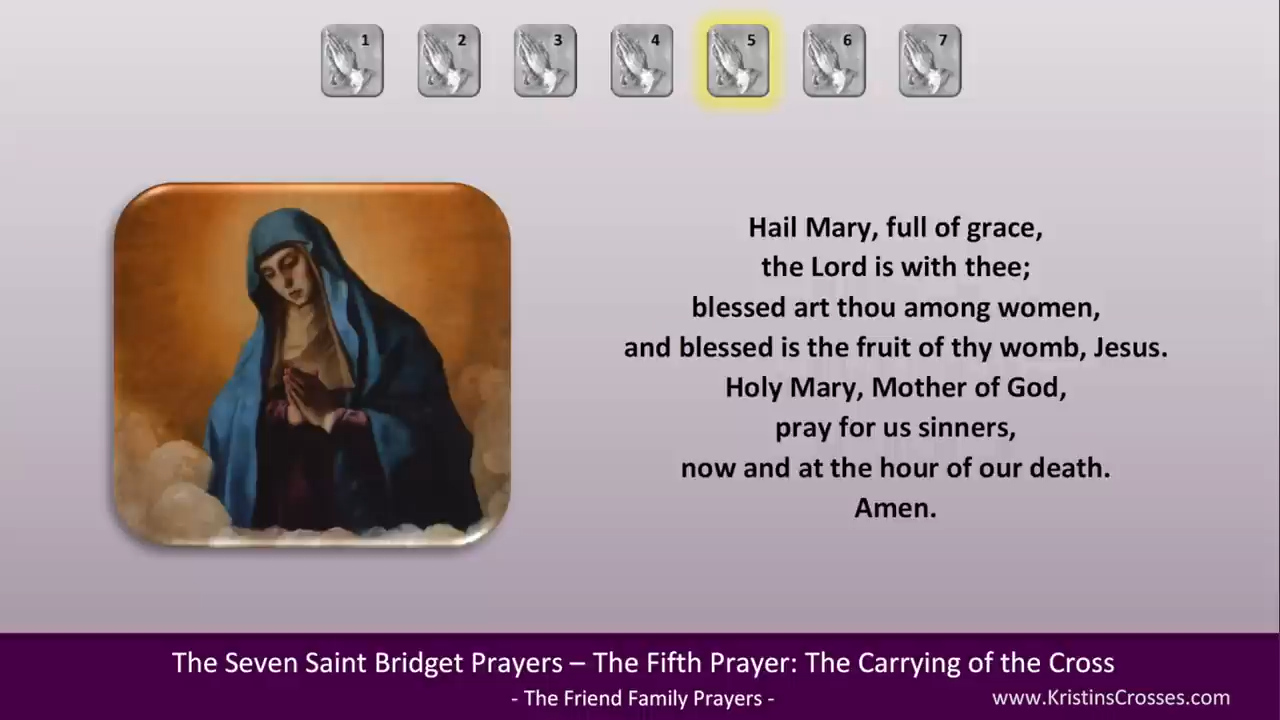 1 2 3 4 5 6 7
Hail Mary, full of grace,
the Lord is with thee;
blessed art thou among women,
and blessed is the fruit of thy womb, Jesus.
Holy Mary, Mother of God,
pray for us sinners,
now and at the hour of our death.
Amen.
The Seven Saint Bridget Prayers – The Fifth Prayer: The Carrying of the Cross
- The Friend Family Prayers - www.KristinsCrosses.com